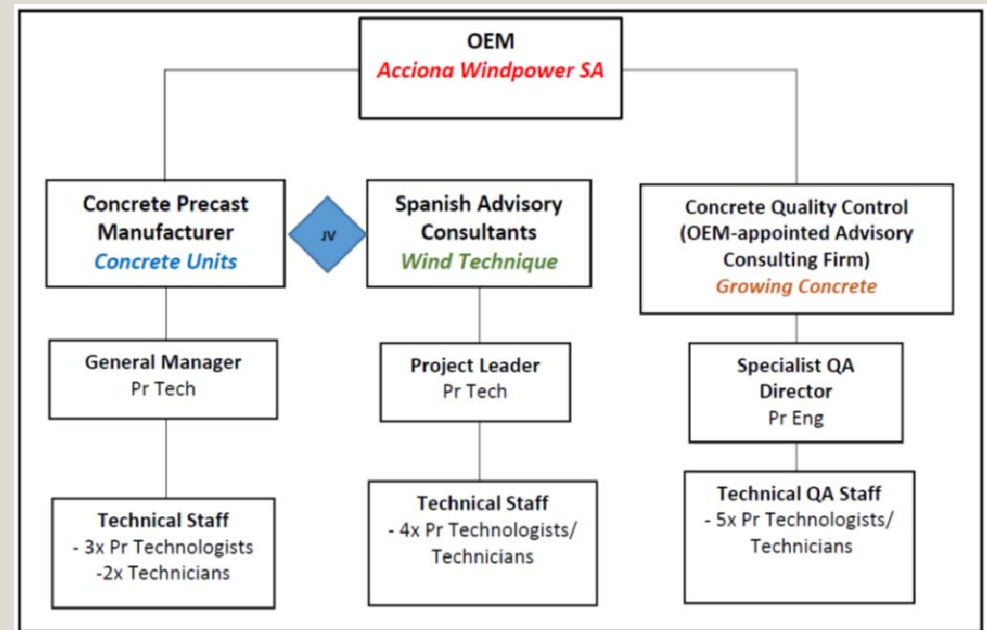 OEM
Acciona Windpower SA
Concrete Precast
Manufacturer
Concrete Units
JV
Spanish Advisory
Consultants
Wind Technique
Concrete Quality Control
(OEM-appointed Advisory
Consulting Firm)
Growing Concrete
General Manager
Pr Tech
Project Leader
Pr Tech
Specialist QA
Director
Pr Eng
Technical Staff
- 3x Pr Technologists
-2x Technicians
Technical Staff
- 4x Pr Technologists/
Technicians
Technical QA Staff
- 5x Pr Technologists/
Technicians